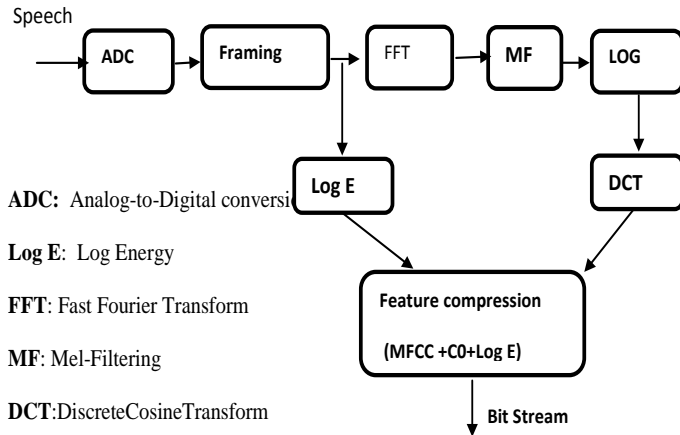 Speech
ADC
Framing
FFT
MF
LOG
Log E
DCT
ADC: Analog-to-Digital conversi
Log E: Log Energy
FFT: Fast Fourier Transform
MF: Mel-Filtering
DCT:DiscreteCosineTransform
Feature compression
(MFCC +C0+Log E)
Bit Stream